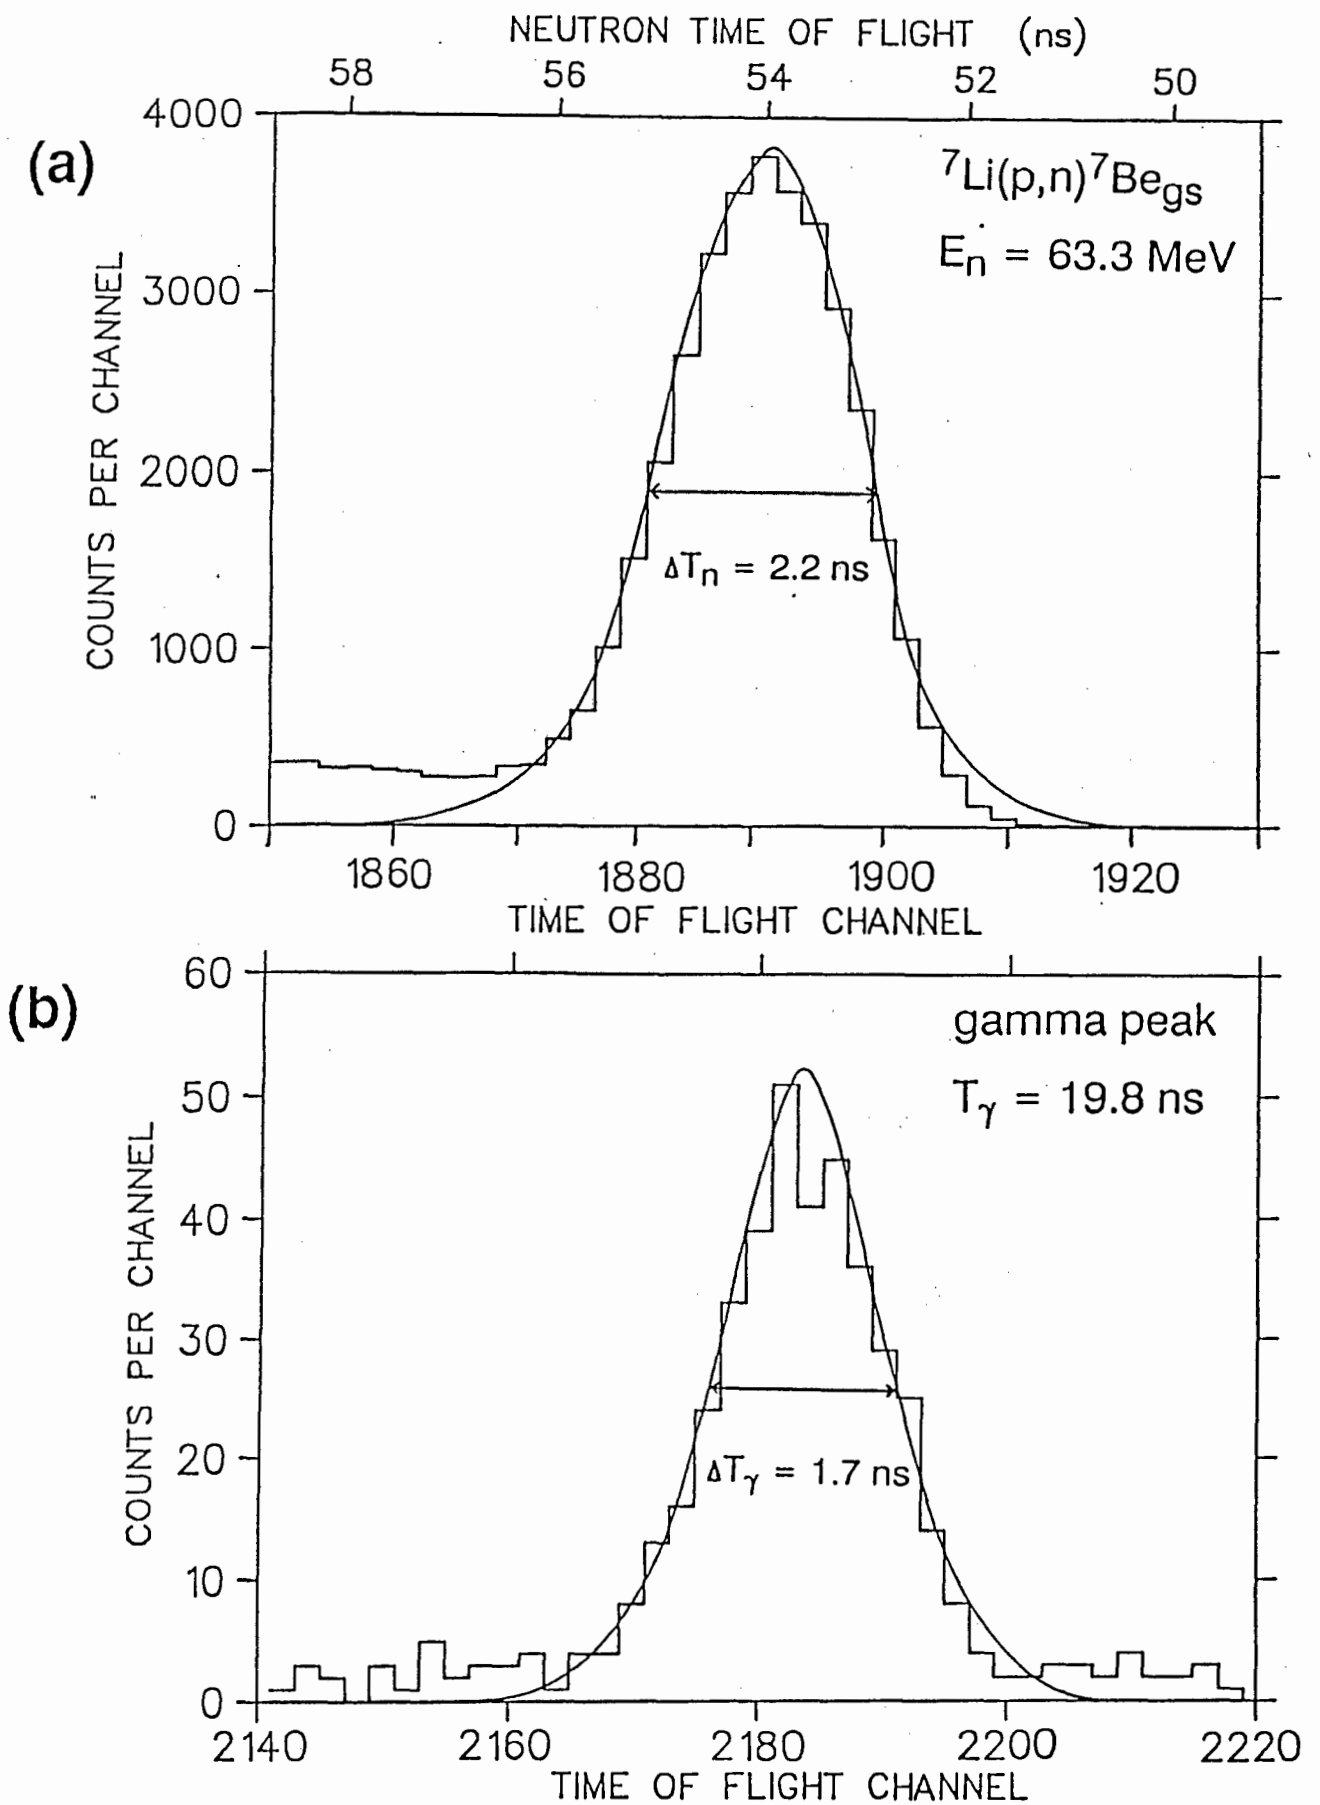 NEUTRON TIME OF FLIGHT (ns)
58 56 54 52 50
(a)
4000
3000
2000
1000
0
COUNTS PER CHANNEL
⁷Li(p,n)⁷Be_gs
E_n = 63.3 MeV
ΔT_n = 2.2 ns
1860 1880 1900 1920
TIME OF FLIGHT CHANNEL
(b)
60
50
40
30
20
10
0
COUNTS PER CHANNEL
gamma peak
T_γ = 19.8 ns
ΔT_γ = 1.7 ns
2140 2160 2180 2200 2220
TIME OF FLIGHT CHANNEL